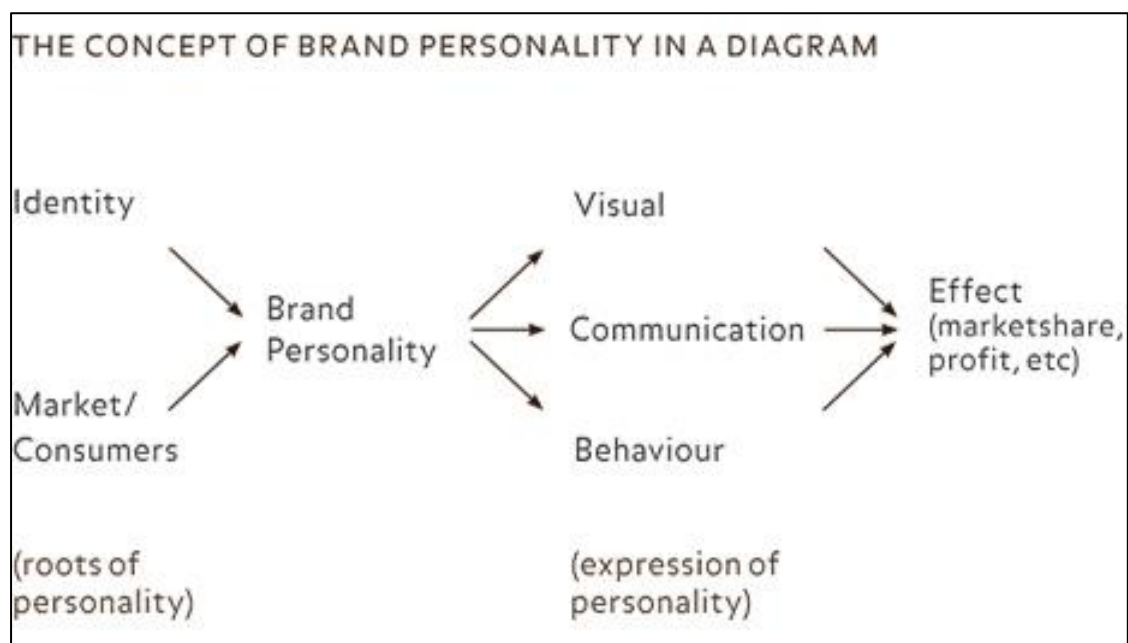 THE CONCEPT OF BRAND PERSONALITY IN A DIAGRAM
Identity
Market/
Consumers
(roots of
personality)
Brand
Personality
Visual
Communication
Behaviour
(expression of
personality)
Effect
(marketshare,
profit, etc)